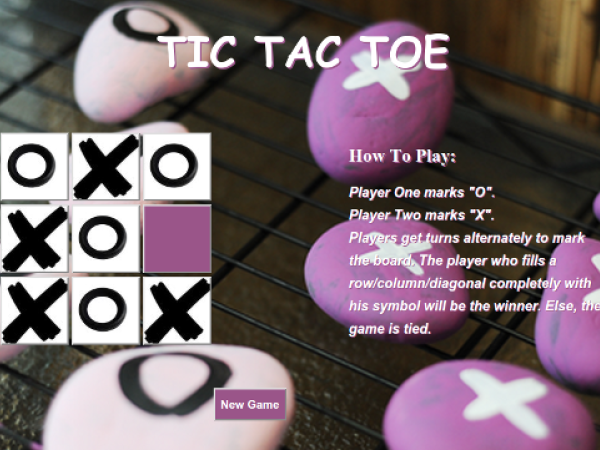 TIC TAC TOE
How To Play:
Player One marks "O".
Player Two marks "X".
Players get turns alternately to mark
the board. The player who fills a
row/column/diagonal completely with
his symbol will be the winner. Else, the
game is tied.
O X O
X O
X O X
New Game